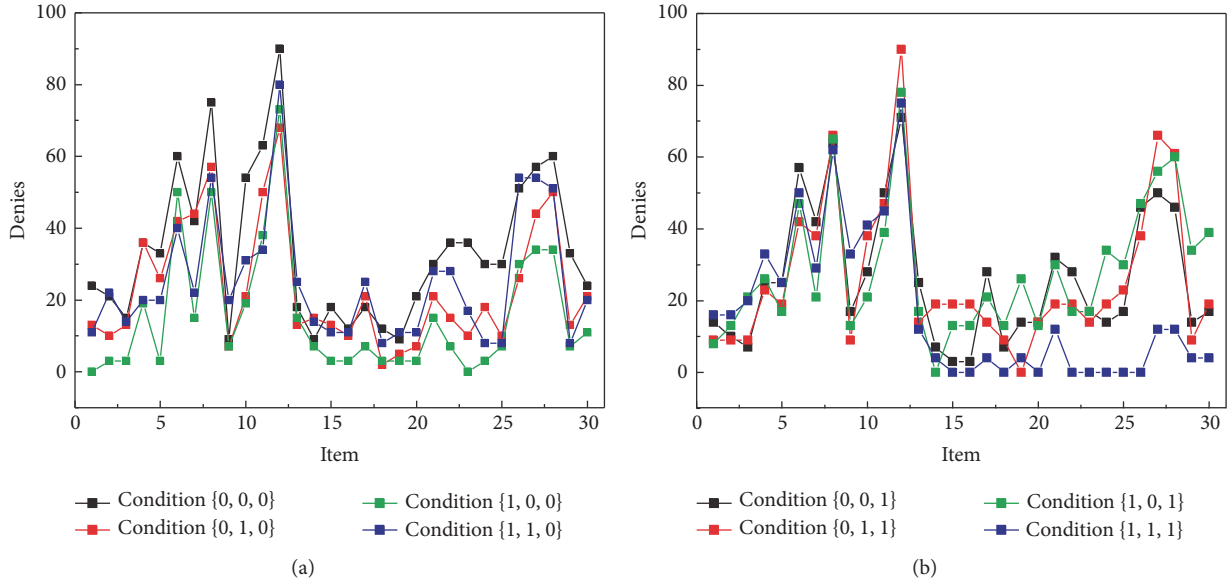 100
80
60
40
20
0
Denies
0 5 10 15 20 25 30
Item
Condition {0, 0, 0}
Condition {0, 1, 0}
Condition {1, 0, 0}
Condition {1, 1, 0}
(a)
100
80
60
40
20
0
Denies
0 5 10 15 20 25 30
Item
Condition {0, 0, 1}
Condition {0, 1, 1}
Condition {1, 0, 1}
Condition {1, 1, 1}
(b)